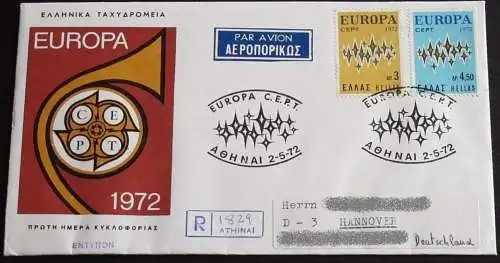 ΕΛΛΗΝΙΚΑ ΤΑΧΥΔΡΟΜΕΙΑ
EUROPA
C E
P T
1972
ΠΡΩΤΗ ΗΜΕΡΑ ΚΥΚΛΟΦΟΡΙΑΣ
ΕΝΤΥΠΟΝ
PAR AVION
ΑΕΡΟΠΟΡΙΚΩΣ
EUROPA
CEPT 1972
ΔΡ 3
ΕΛΛΑΣ HELLAS
EUROPA
CEPT 1972
ΔΡ 4,50
ΕΛΛΑΣ HELLAS
EUROPA C.E.P.T.
ΑΘΗΝΑΙ 2-5-72
EUROPA C.E.P.T.
ΑΘΗΝΑΙ 2-5-72
R 1829
ATHINAI
Herrn
D - 3 HANNOVER
Deutschland